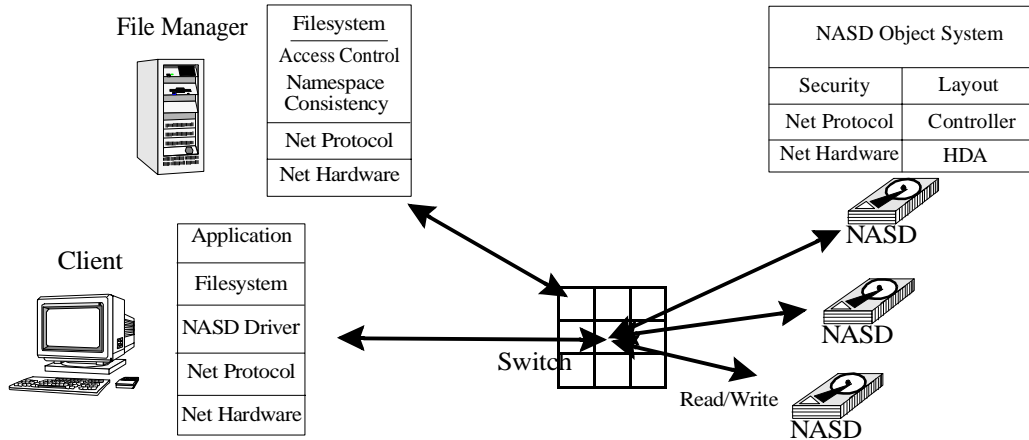 File Manager
Filesystem
Access Control
Namespace
Consistency
Net Protocol
Net Hardware
NASD Object System
Security
Layout
Net Protocol
Controller
Net Hardware
HDA
NASD
Client
Application
Filesystem
NASD Driver
Net Protocol
Net Hardware
Switch
NASD
Read/Write
NASD